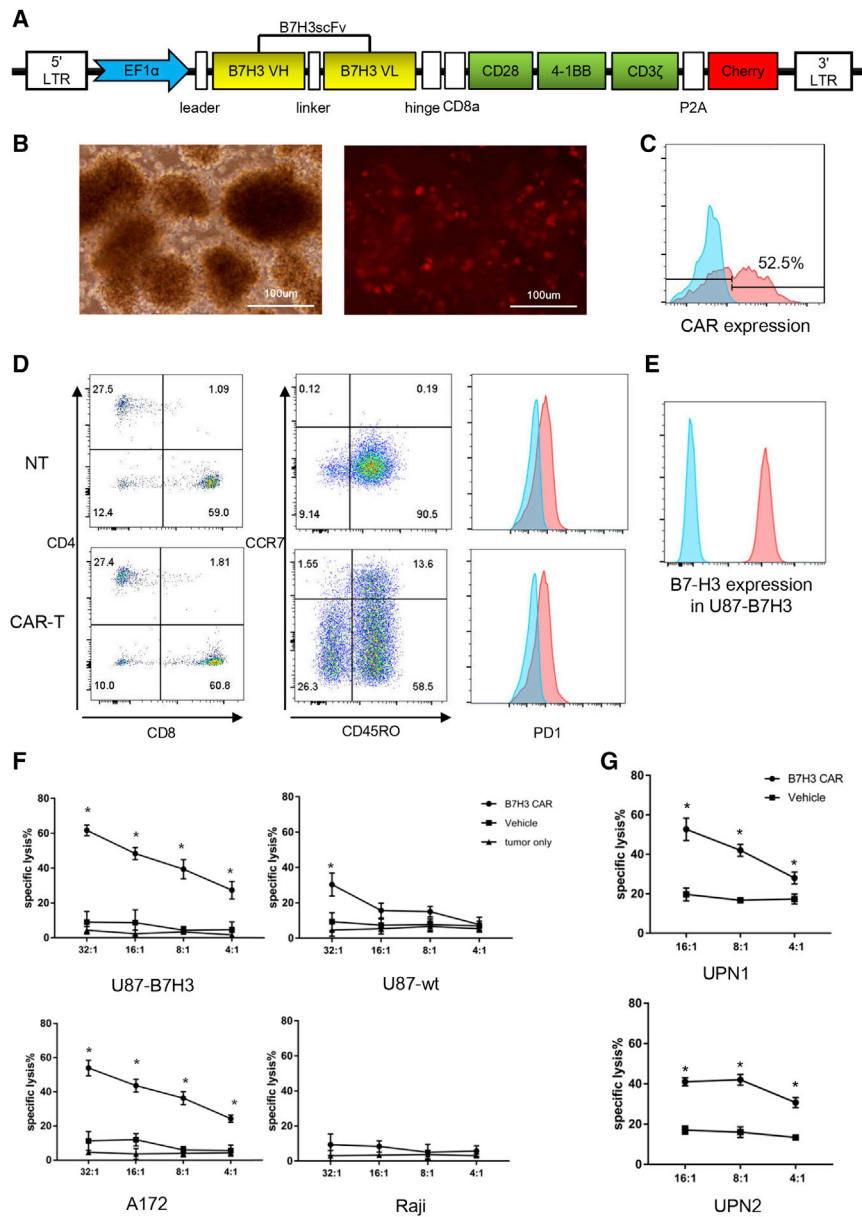 A
B7H3scFv
5'
LTR
EF1α
B7H3 VH
B7H3 VL
CD28
4-1BB
CD3ζ
Cherry
3'
LTR
leader
linker
hinge
CD8a
P2A
B
100um
100um
C
52.5%
CAR expression
D
NT
27.5
1.09
12.4
59.0
CD4
0.12
0.19
9.14
90.5
CCR7
CAR-T
27.4
1.81
10.0
60.8
CD8
1.55
13.6
26.3
58.5
CD45RO
PD1
E
B7-H3 expression
in U87-B7H3
F
specific lysis%
80
60
40
20
0
* * * *
32:1 16:1 8:1 4:1
U87-B7H3
specific lysis%
80
60
40
20
0
*
32:1 16:1 8:1 4:1
U87-wt
B7H3 CAR
Vehicle
tumor only
specific lysis%
80
60
40
20
0
* * * *
32:1 16:1 8:1 4:1
A172
specific lysis%
80
60
40
20
0
32:1 16:1 8:1 4:1
Raji
G
B7H3 CAR
Vehicle
specific lysis%
80
60
40
20
0
* * *
16:1 8:1 4:1
UPN1
specific lysis%
80
60
40
20
0
* * *
16:1 8:1 4:1
UPN2